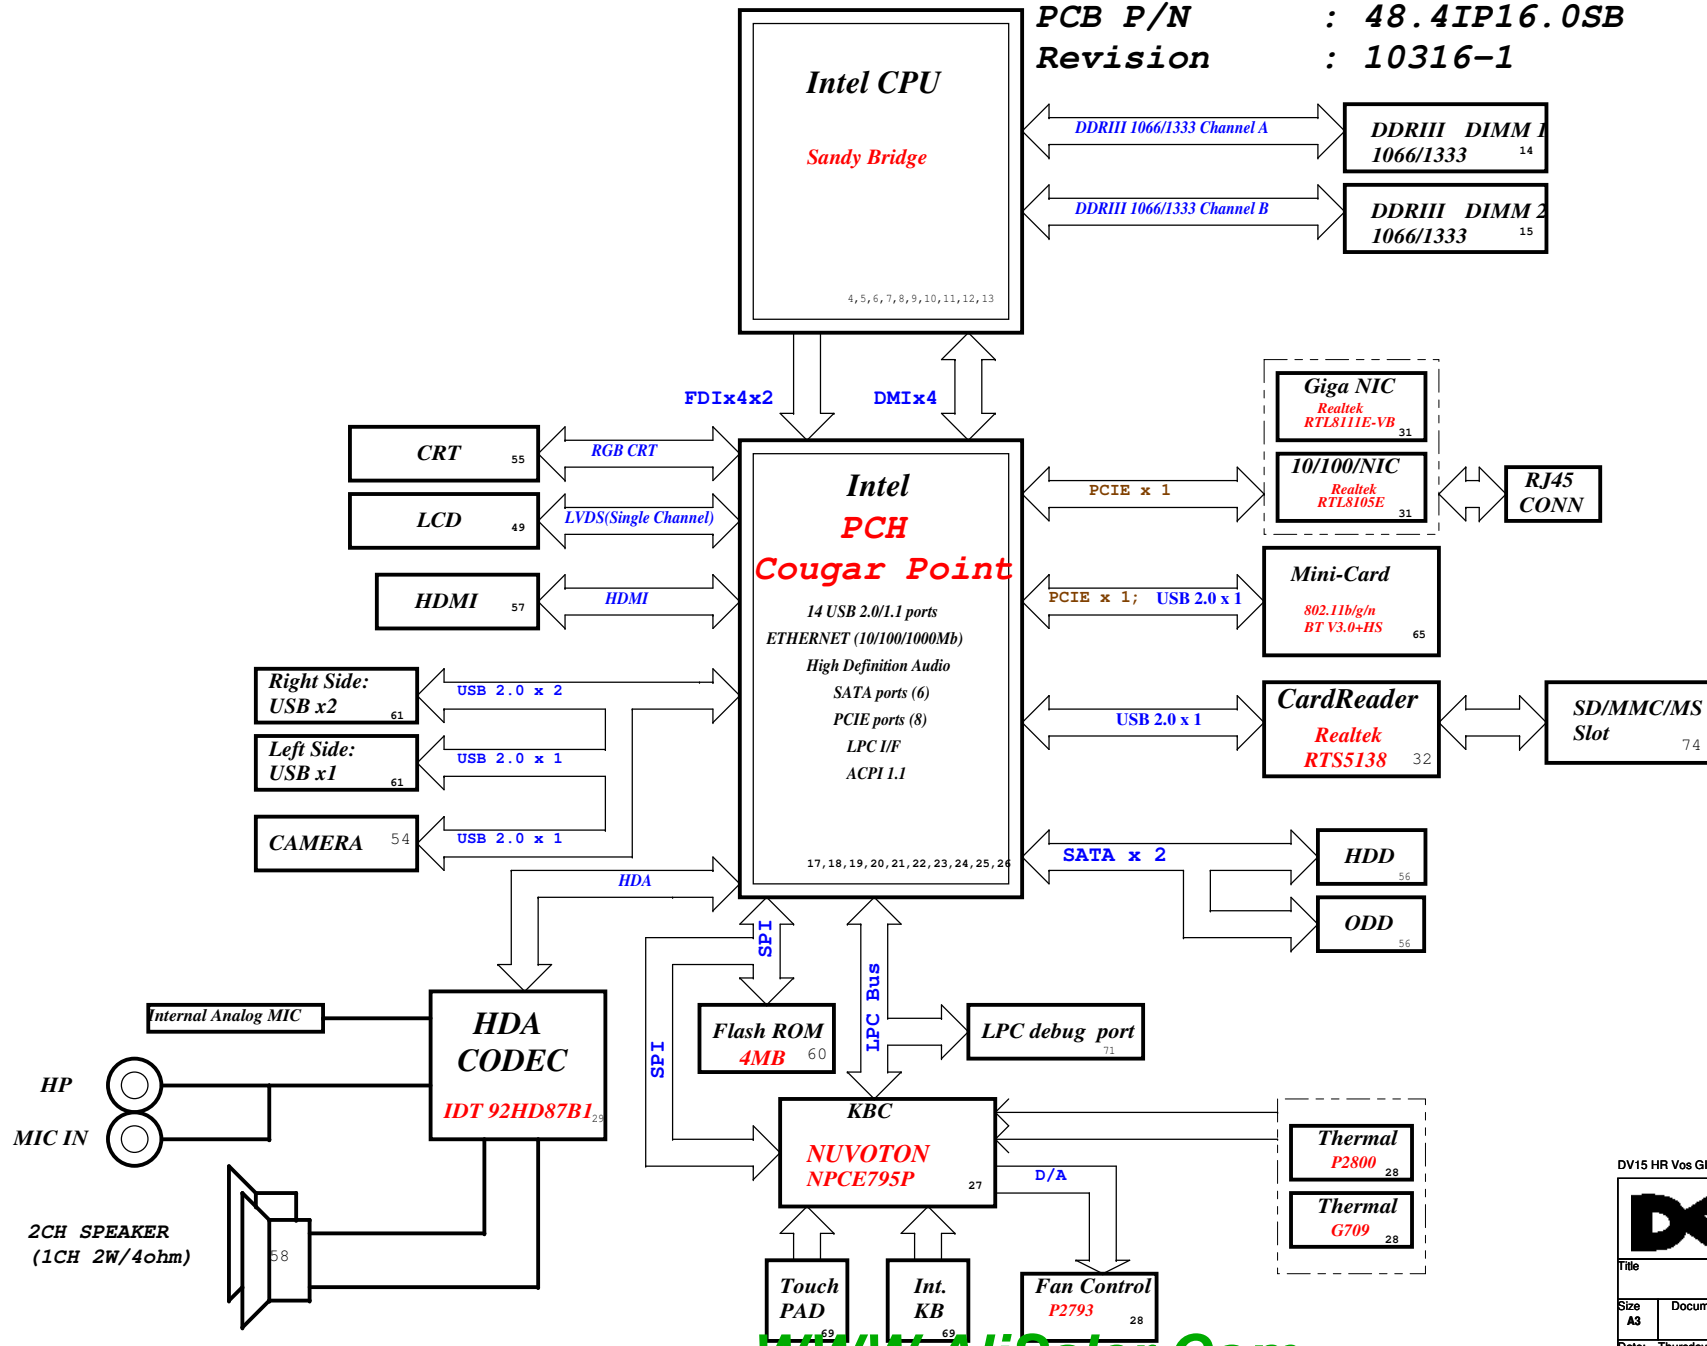 PCB P/N : 48.4IP16.0SB
Revision : 10316-1
Intel CPU
Sandy Bridge
4,5,6,7,8,9,10,11,12,13
DDRIII 1066/1333 Channel A
DDRIII DIMM 1
1066/1333 14
DDRIII 1066/1333 Channel B
DDRIII DIMM 2
1066/1333 15
FDIx4x2
DMIx4
CRT 55
RGB CRT
LCD 49
LVDS(Single Channel)
HDMI 57
HDMI
Intel
PCH
Cougar Point
14 USB 2.0/1.1 ports
ETHERNET (10/100/1000Mb)
High Definition Audio
SATA ports (6)
PCIE ports (8)
LPC I/F
ACPI 1.1
17,18,19,20,21,22,23,24,25,26
PCIE x 1
Giga NIC
Realtek
RTL8111E-VB 31
10/100/NIC
Realtek
RTL8105E
31
RJ45
CONN
PCIE x 1; USB 2.0 x 1
Mini-Card
802.11b/g/n
BT V3.0+HS 65
Right Side:
USB x2 61
USB 2.0 x 2
Left Side:
USB x1
61
USB 2.0 x 1
CAMERA 54
USB 2.0 x 1
USB 2.0 x 1
CardReader
Realtek
RTS5138 32
SD/MMC/MS
Slot 74
SATA x 2
HDD
56
ODD
56
HDA
SPI
SPI
LPC Bus
Internal Analog MIC
HDA
CODEC
IDT 92HD87B1 29
HP
MIC IN
2CH SPEAKER
(1CH 2W/4ohm)
58
Flash ROM
4MB 60
LPC debug port
71
KBC
NUVOTON
NPCE795P 27
D/A
Thermal
P2800 28
Thermal
G709 28
Touch
PAD
69
Int.
KB
69
Fan Control
P2793 28
DV15 HR Vos
Title
Size
A3